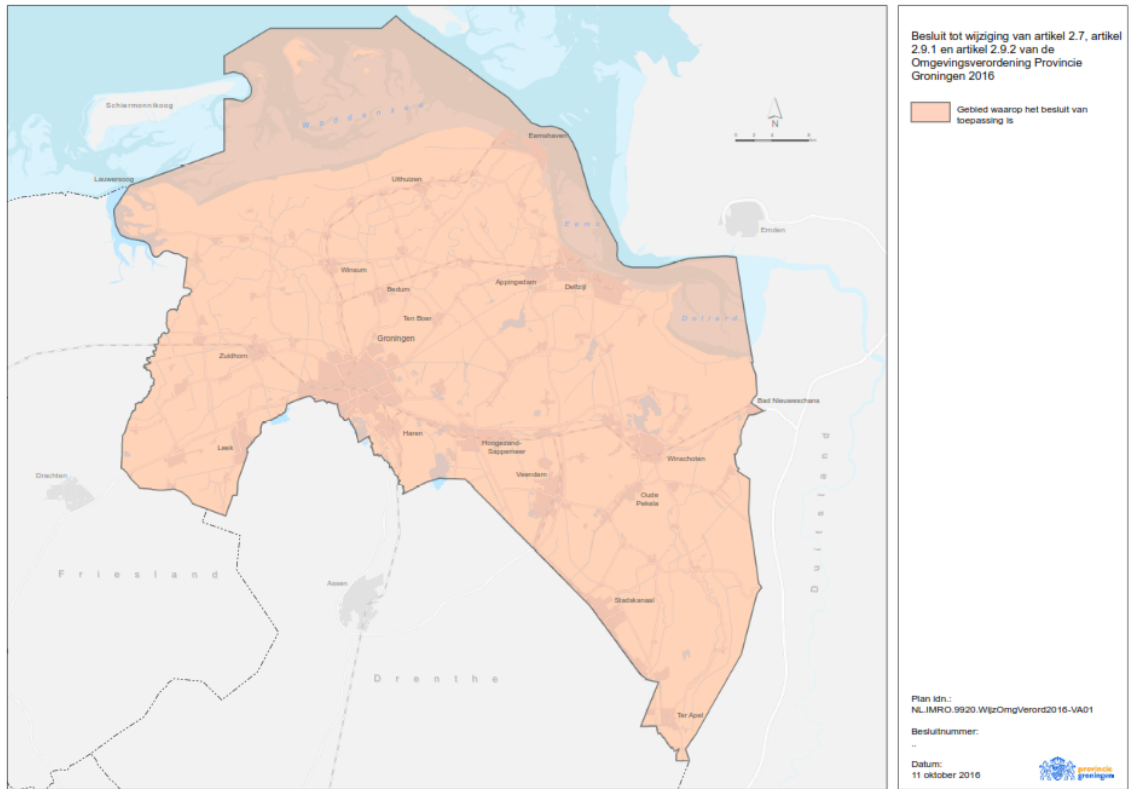 Schiermonnikoog
Waddenzee
N
Eemshaven
Lauwersoog
Uithuizen
Eems
Emden
Winsum
Appingedam
Delfzijl
Bedum
Ten Boer
Dollard
Groningen
Zuidhorn
Bad Nieuweschans
Haren
Leek
Hoogezand-
Sappemeer
Winschoten
Drachten
Veendam
Oude
Pekela
Duitsland
Friesland
Assen
Stadskanaal
Drenthe
Ter Apel
Besluit tot wijziging van artikel 2.7, artikel
2.9.1 en artikel 2.9.2 van de
Omgevingsverordening Provincie
Groningen 2016
Gebied waarop het besluit van
toepassing is
Plan idn.:
NL.IMRO.9920.WijzOmgVerord2016-VA01
Besluitnummer:
..
Datum:
11 oktober 2016
provincie
groningen